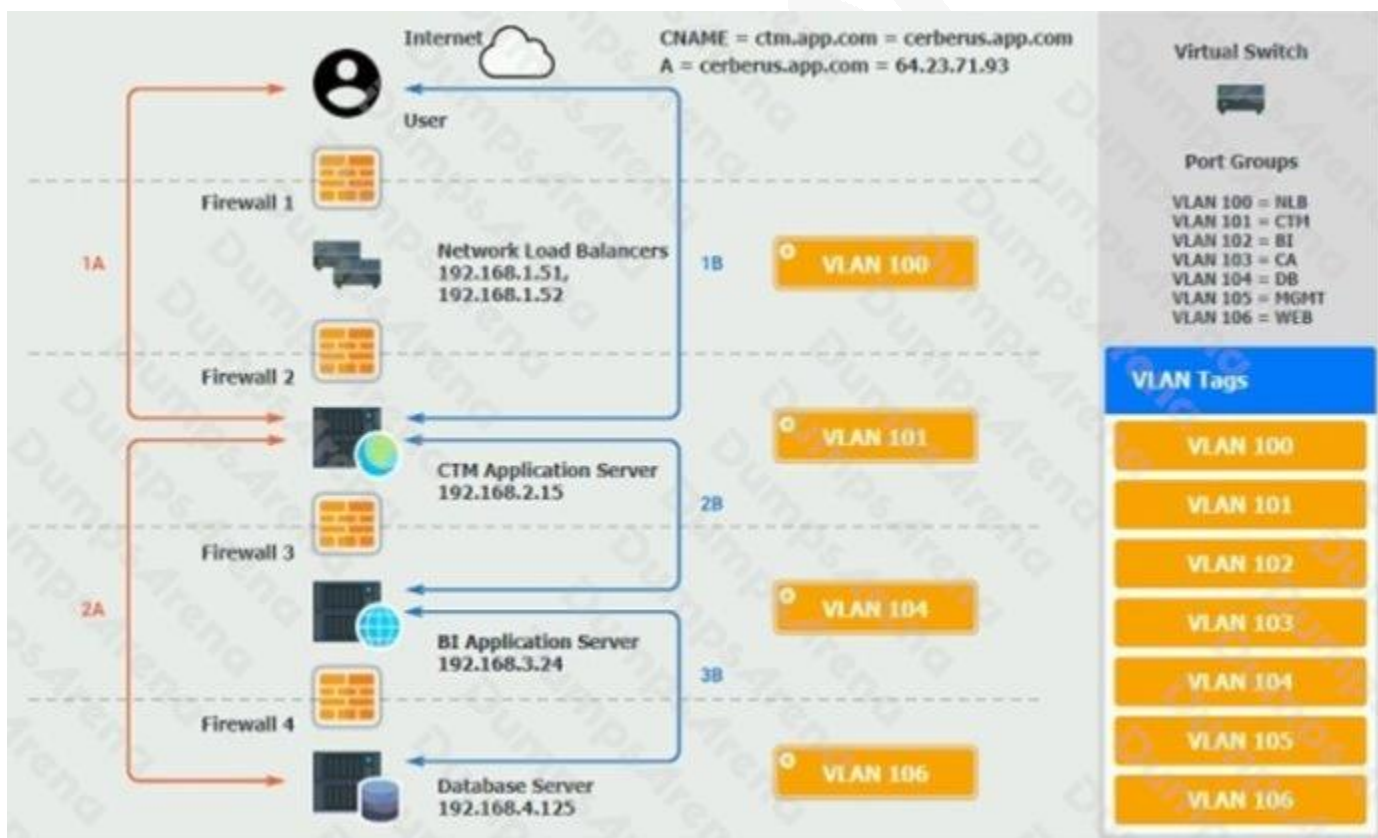 Internet
CNAME = ctm.app.com = cerberus.app.com
A = cerberus.app.com = 64.23.71.93
User
Firewall 1
1A
Network Load Balancers
192.168.1.51,
192.168.1.52
1B
VLAN 100
Firewall 2
CTM Application Server
192.168.2.15
VLAN 101
2B
Firewall 3
2A
BI Application Server
192.168.3.24
VLAN 104
3B
Firewall 4
Database Server
192.168.4.125
VLAN 106
Virtual Switch
Port Groups
VLAN 100 = NLB
VLAN 101 = CTM
VLAN 102 = BI
VLAN 103 = CA
VLAN 104 = DB
VLAN 105 = MGMT
VLAN 106 = WEB
VLAN Tags
VLAN 100
VLAN 101
VLAN 102
VLAN 103
VLAN 104
VLAN 105
VLAN 106
DumpsArena